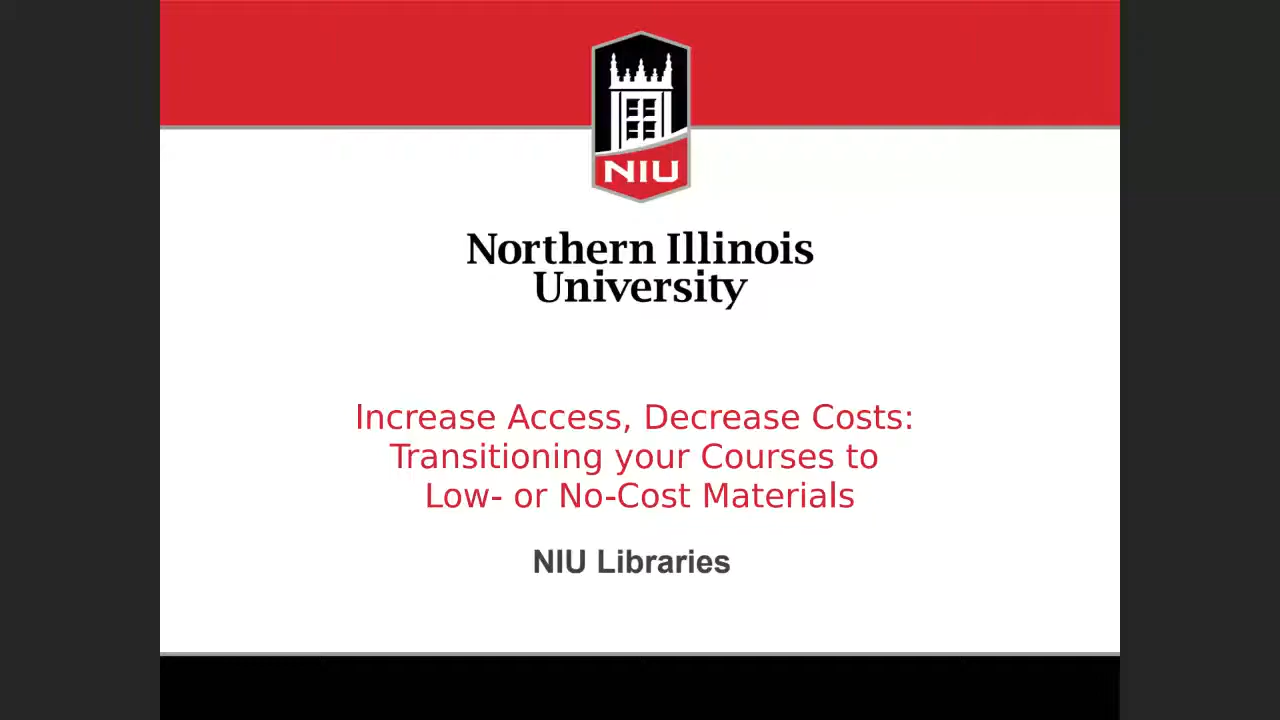 NIU
Northern Illinois
University
Increase Access, Decrease Costs:
Transitioning your Courses to
Low- or No-Cost Materials
NIU Libraries